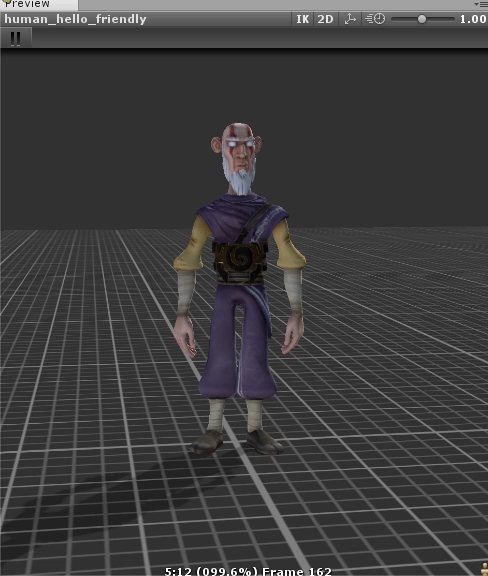 Preview
human_hello_friendly IK 2D 1.00
5:12 (099.6%) Frame 162